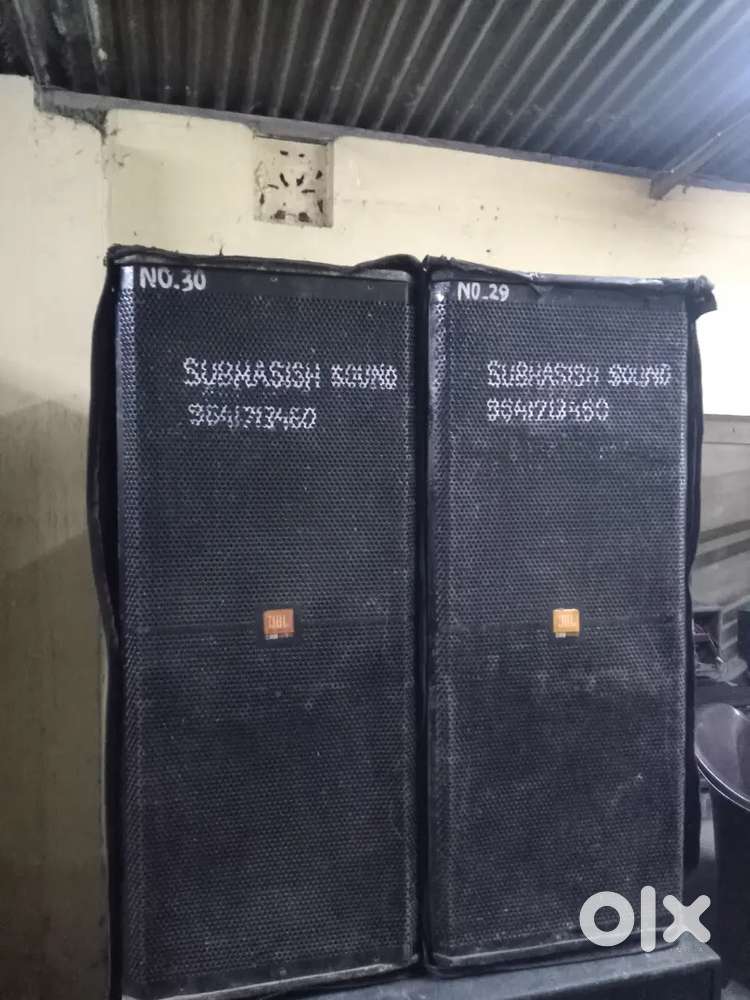 NO.30
SUBHASISH SOUND
9641713460
JBL
NO.29
SUBHASISH SOUND
9641713460
JBL
olx